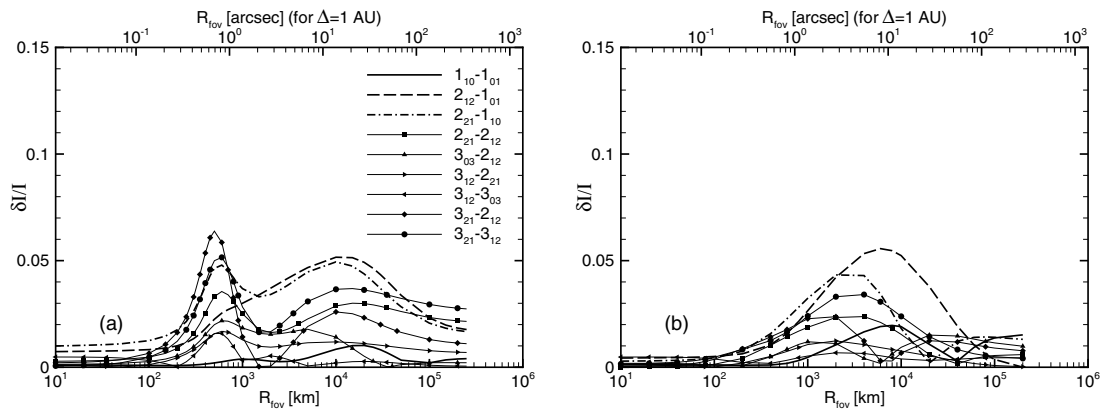 R_fov [arcsec] (for Δ=1 AU)
10^-1 10^0 10^1 10^2 10^3
0.15
0.1
0.05
0
δI/I
1_10-1_01
2_12-1_01
2_21-1_10
2_21-2_12
3_03-2_12
3_12-2_21
3_12-3_03
3_21-2_12
3_21-3_12
(a)
10^1 10^2 10^3 10^4 10^5 10^6
R_fov [km]
R_fov [arcsec] (for Δ=1 AU)
10^-1 10^0 10^1 10^2 10^3
0.15
0.1
0.05
0
δI/I
(b)
10^1 10^2 10^3 10^4 10^5 10^6
R_fov [km]